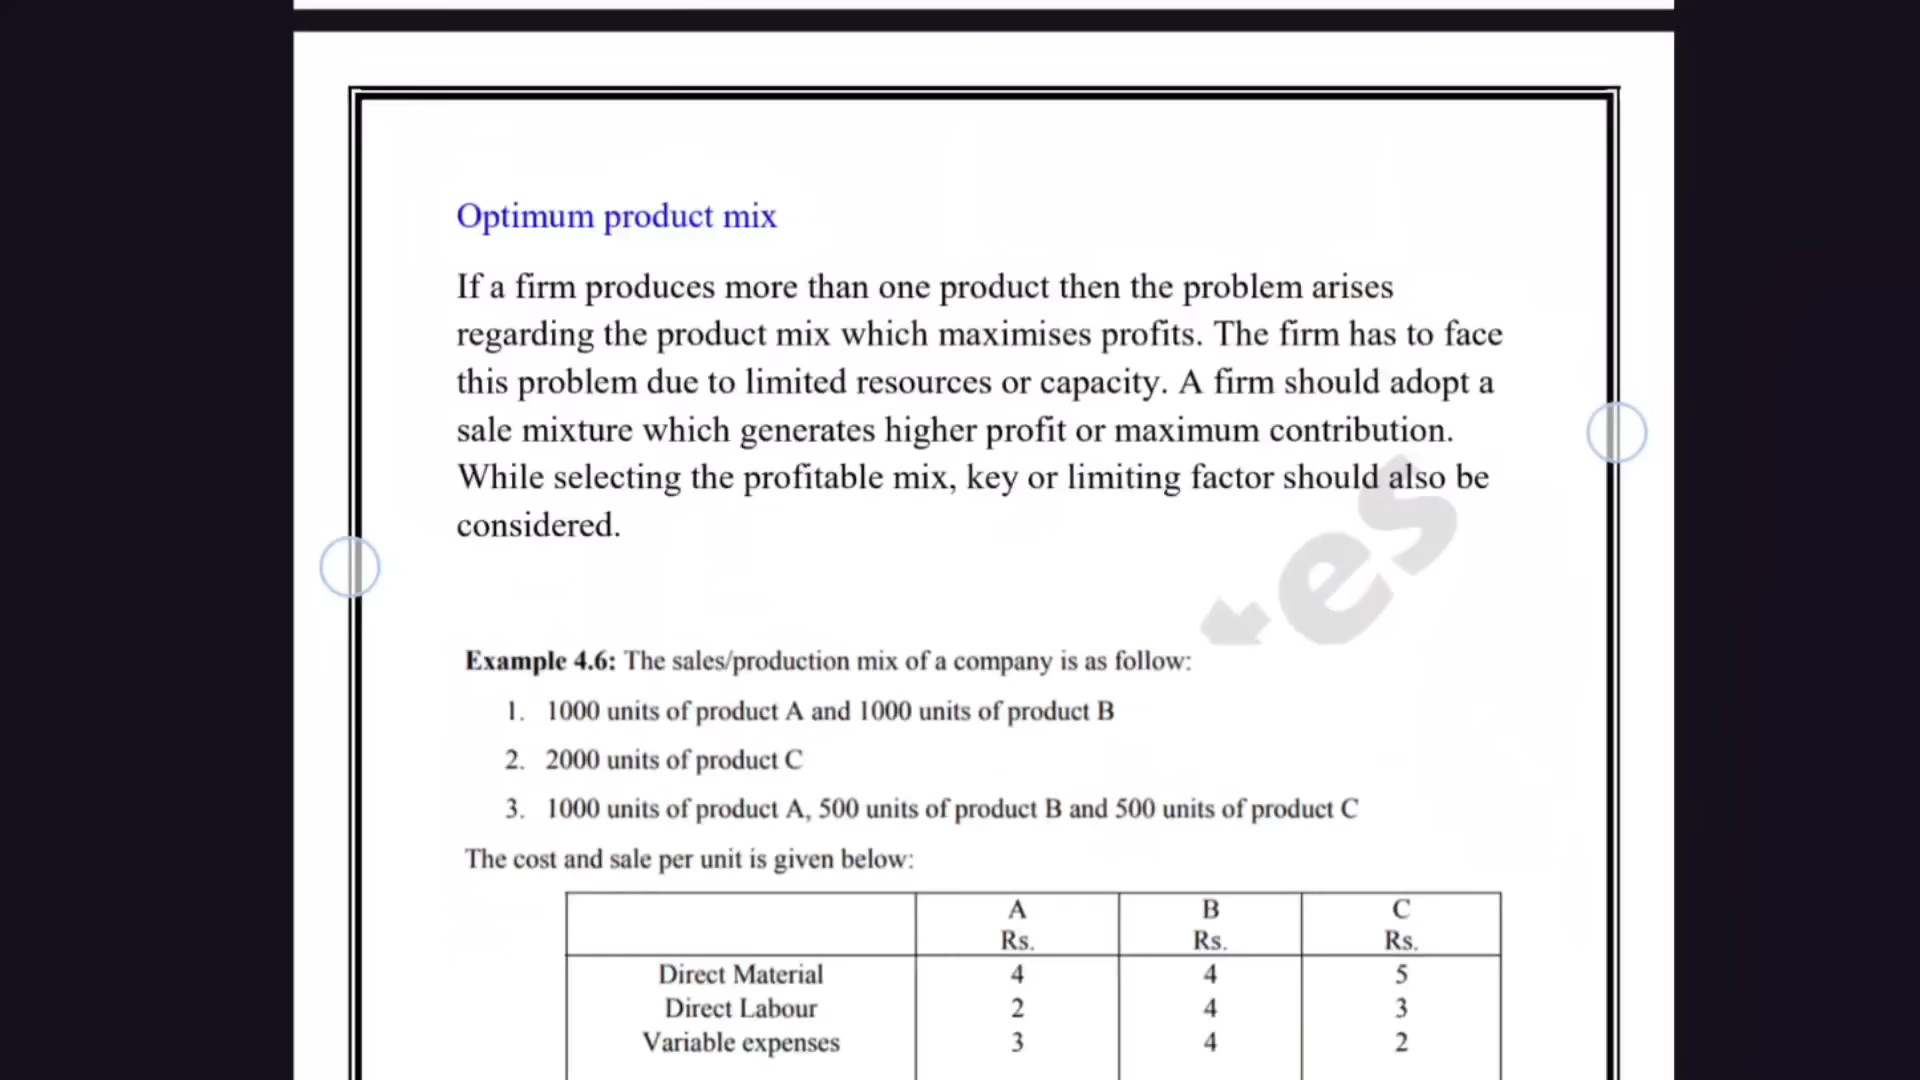 Optimum product mix
If a firm produces more than one product then the problem arises
regarding the product mix which maximises profits. The firm has to face
this problem due to limited resources or capacity. A firm should adopt a
sale mixture which generates higher profit or maximum contribution.
While selecting the profitable mix, key or limiting factor should also be
considered.
es
Example 4.6: The sales/production mix of a company is as follow:
1. 1000 units of product A and 1000 units of product B
2. 2000 units of product C
3. 1000 units of product A, 500 units of product B and 500 units of product C
The cost and sale per unit is given below:
A B C
Rs. Rs. Rs.
Direct Material 4 4 5
Direct Labour 2 4 3
Variable expenses 3 4 2